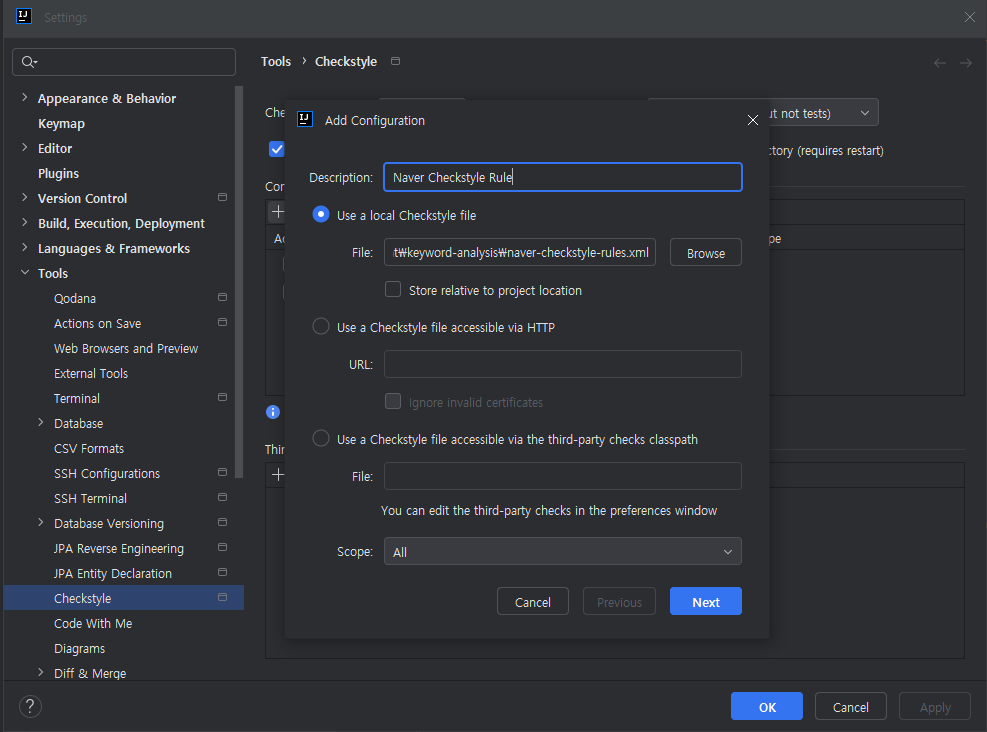 Settings
Tools › Checkstyle
Appearance & Behavior
Keymap
Editor
Plugins
Version Control
Build, Execution, Deployment
Languages & Frameworks
Tools
Qodana
Actions on Save
Web Browsers and Preview
External Tools
Terminal
Database
CSV Formats
SSH Configurations
SSH Terminal
Database Versioning
JPA Reverse Engineering
JPA Entity Declaration
Checkstyle
Code With Me
Diagrams
Diff & Merge
Che
ut not tests)
ctory (requires restart)
Con
Ac
pe
Thir
Add Configuration
Description: Naver Checkstyle Rule
Use a local Checkstyle file
File: t₩keyword-analysis₩naver-checkstyle-rules.xml Browse
Store relative to project location
Use a Checkstyle file accessible via HTTP
URL:
Ignore invalid certificates
Use a Checkstyle file accessible via the third-party checks classpath
File:
You can edit the third-party checks in the preferences window
Scope: All
Cancel Previous Next
? OK Cancel Apply